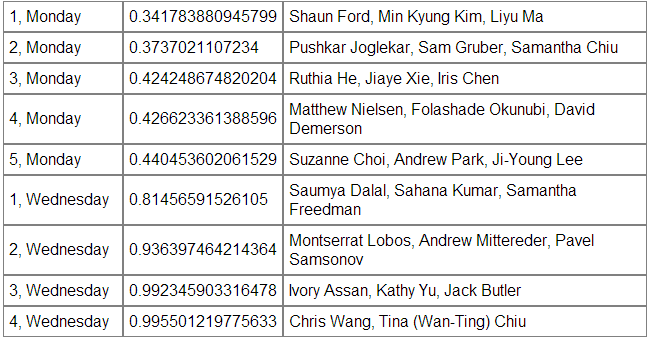 1, Monday 0.341783880945799 Shaun Ford, Min Kyung Kim, Liyu Ma
2, Monday 0.3737021107234 Pushkar Joglekar, Sam Gruber, Samantha Chiu
3, Monday 0.424248674820204 Ruthia He, Jiaye Xie, Iris Chen
4, Monday 0.426623361388596 Matthew Nielsen, Folashade Okunubi, David
Demerson
5, Monday 0.440453602061529 Suzanne Choi, Andrew Park, Ji-Young Lee
1, Wednesday 0.81456591526105 Saumya Dalal, Sahana Kumar, Samantha
Freedman
2, Wednesday 0.936397464214364 Montserrat Lobos, Andrew Mittereder, Pavel
Samsonov
3, Wednesday 0.992345903316478 Ivory Assan, Kathy Yu, Jack Butler
4, Wednesday 0.995501219775633 Chris Wang, Tina (Wan-Ting) Chiu